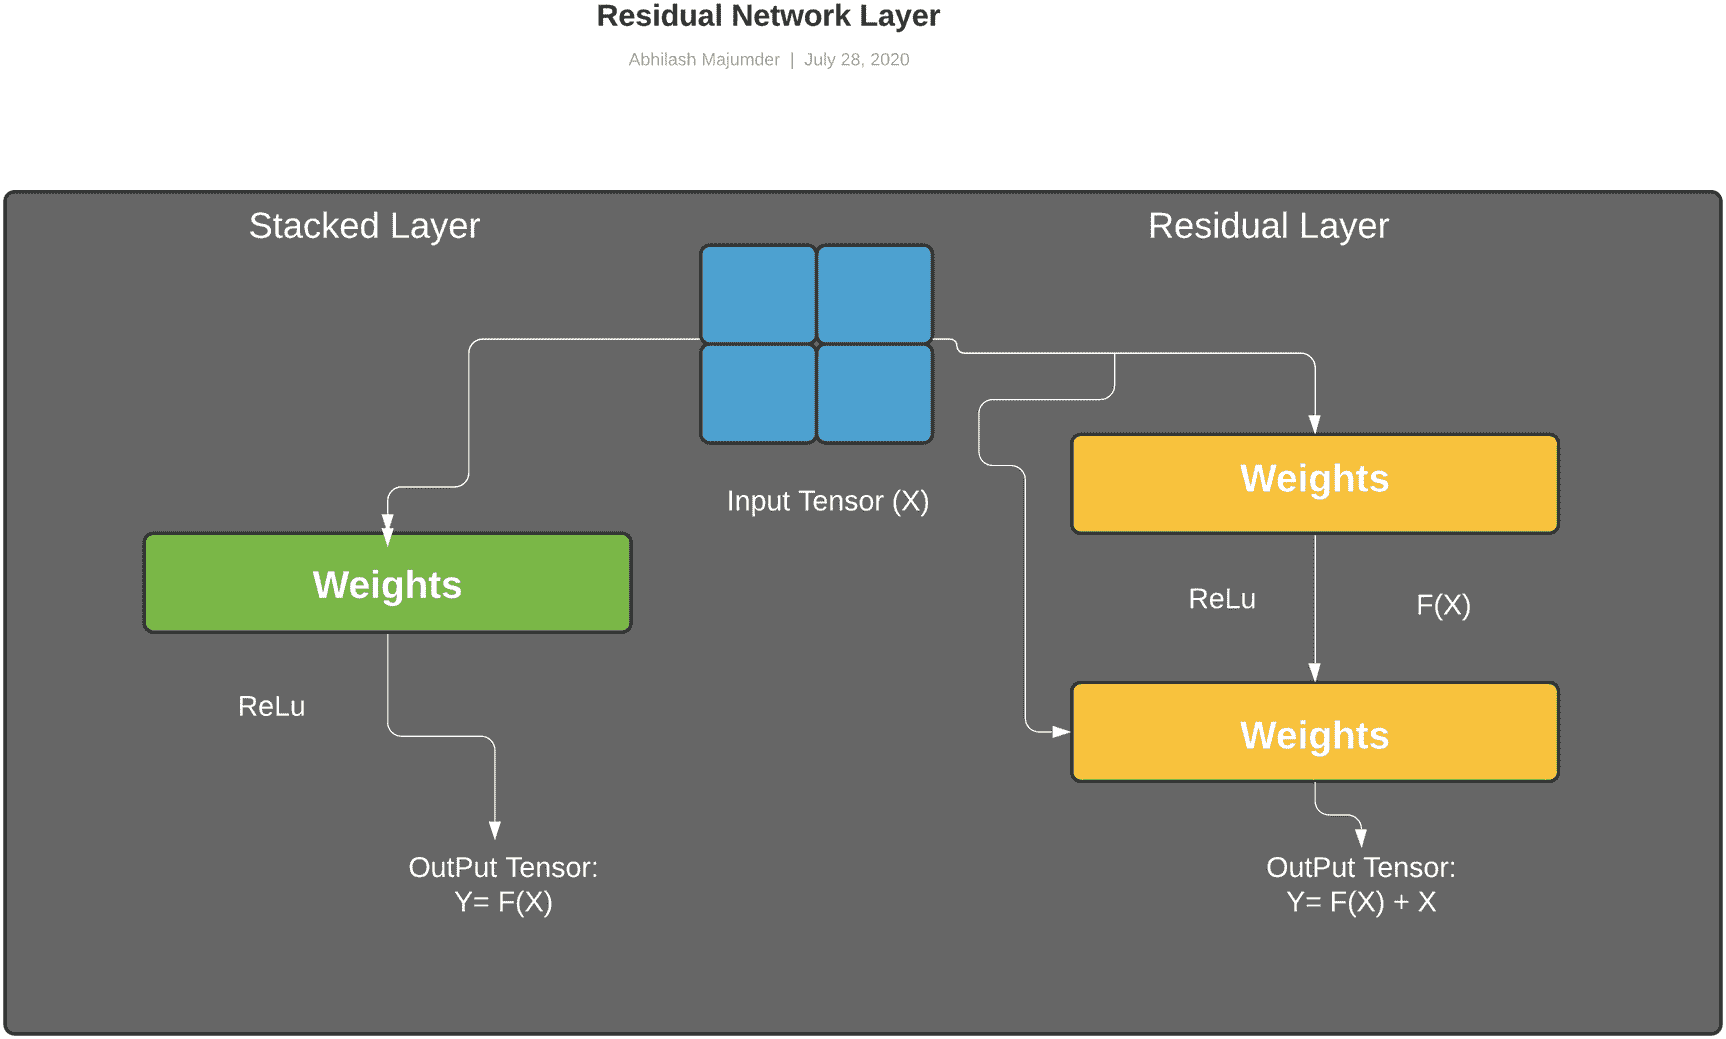 Residual Network Layer
Abhilash Majumder | July 28, 2020
Stacked Layer
Residual Layer
Input Tensor (X)
Weights
Weights
ReLu
F(X)
ReLu
Weights
OutPut Tensor:
Y= F(X)
OutPut Tensor:
Y= F(X) + X